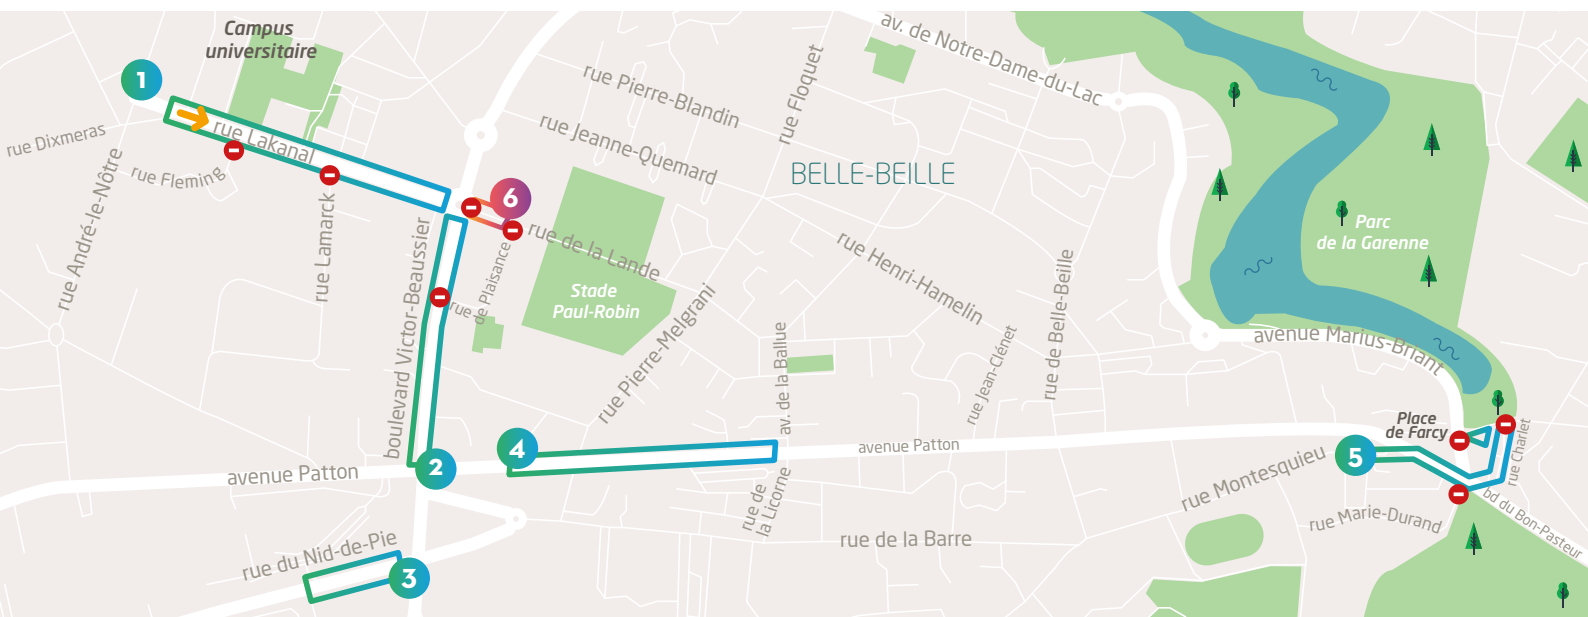 Campus
universitaire
1
rue Lakanal
rue Dixmeras
rue Fleming
rue André-le-Nôtre
rue Lamarck
boulevard Victor-Beaussier
6
rue de la Lande
rue de Plaisance
Stade
Paul-Robin
rue Pierre-Blandin
rue Jeanne-Quemard
rue Floquet
av. de Notre-Dame-du-Lac
BELLE-BEILLE
rue Henri-Hamelin
rue Pierre-Melgrani
av. de la Ballue
rue Jean-Clénet
rue de Belle-Beille
Parc
de la Garenne
avenue Marius-Briant
Place
de Farcy
rue Charlet
5
4
2
avenue Patton
avenue Patton
rue Montesquieu
rue Marie-Durand
bd du Bon-Pasteur
rue de
la Licorne
rue de la Barre
rue du Nid-de-Pie
3